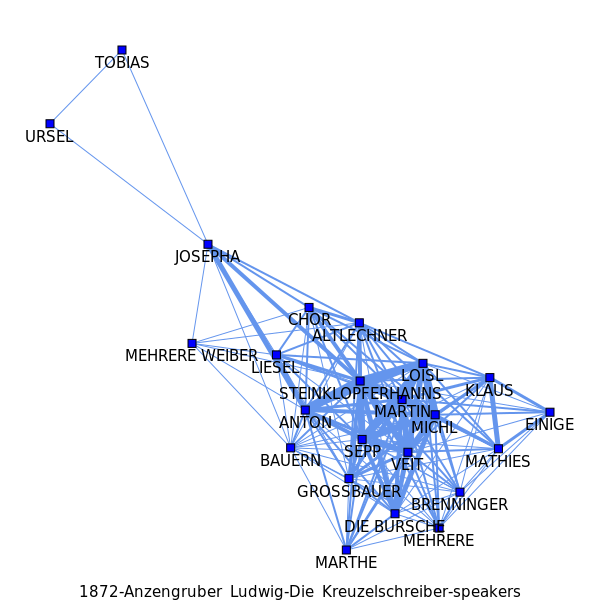 TOBIAS
URSEL
JOSEPHA
CHOR
ALTLECHNER
MEHRERE WEIBER
LIESEL
LOISL
STEINKLOPFERHANNS
KLAUS
MARTIN
ANTON
MICHL
EINIGE
SEPP
BAUERN
VEIT
MATHIES
GROSSBAUER
BRENNINGER
DIE BURSCHE
MEHRERE
MARTHE
1872-Anzengruber_Ludwig-Die_Kreuzelschreiber-speakers